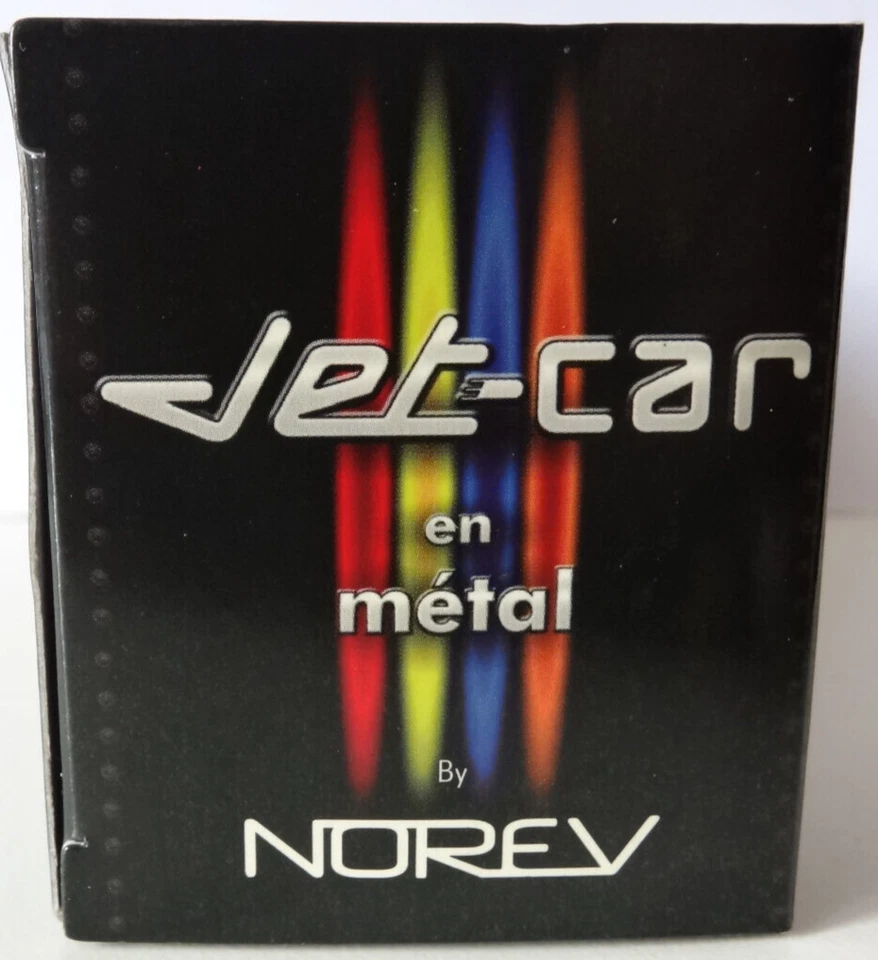 Jet-car
en
métal
By
NOREV